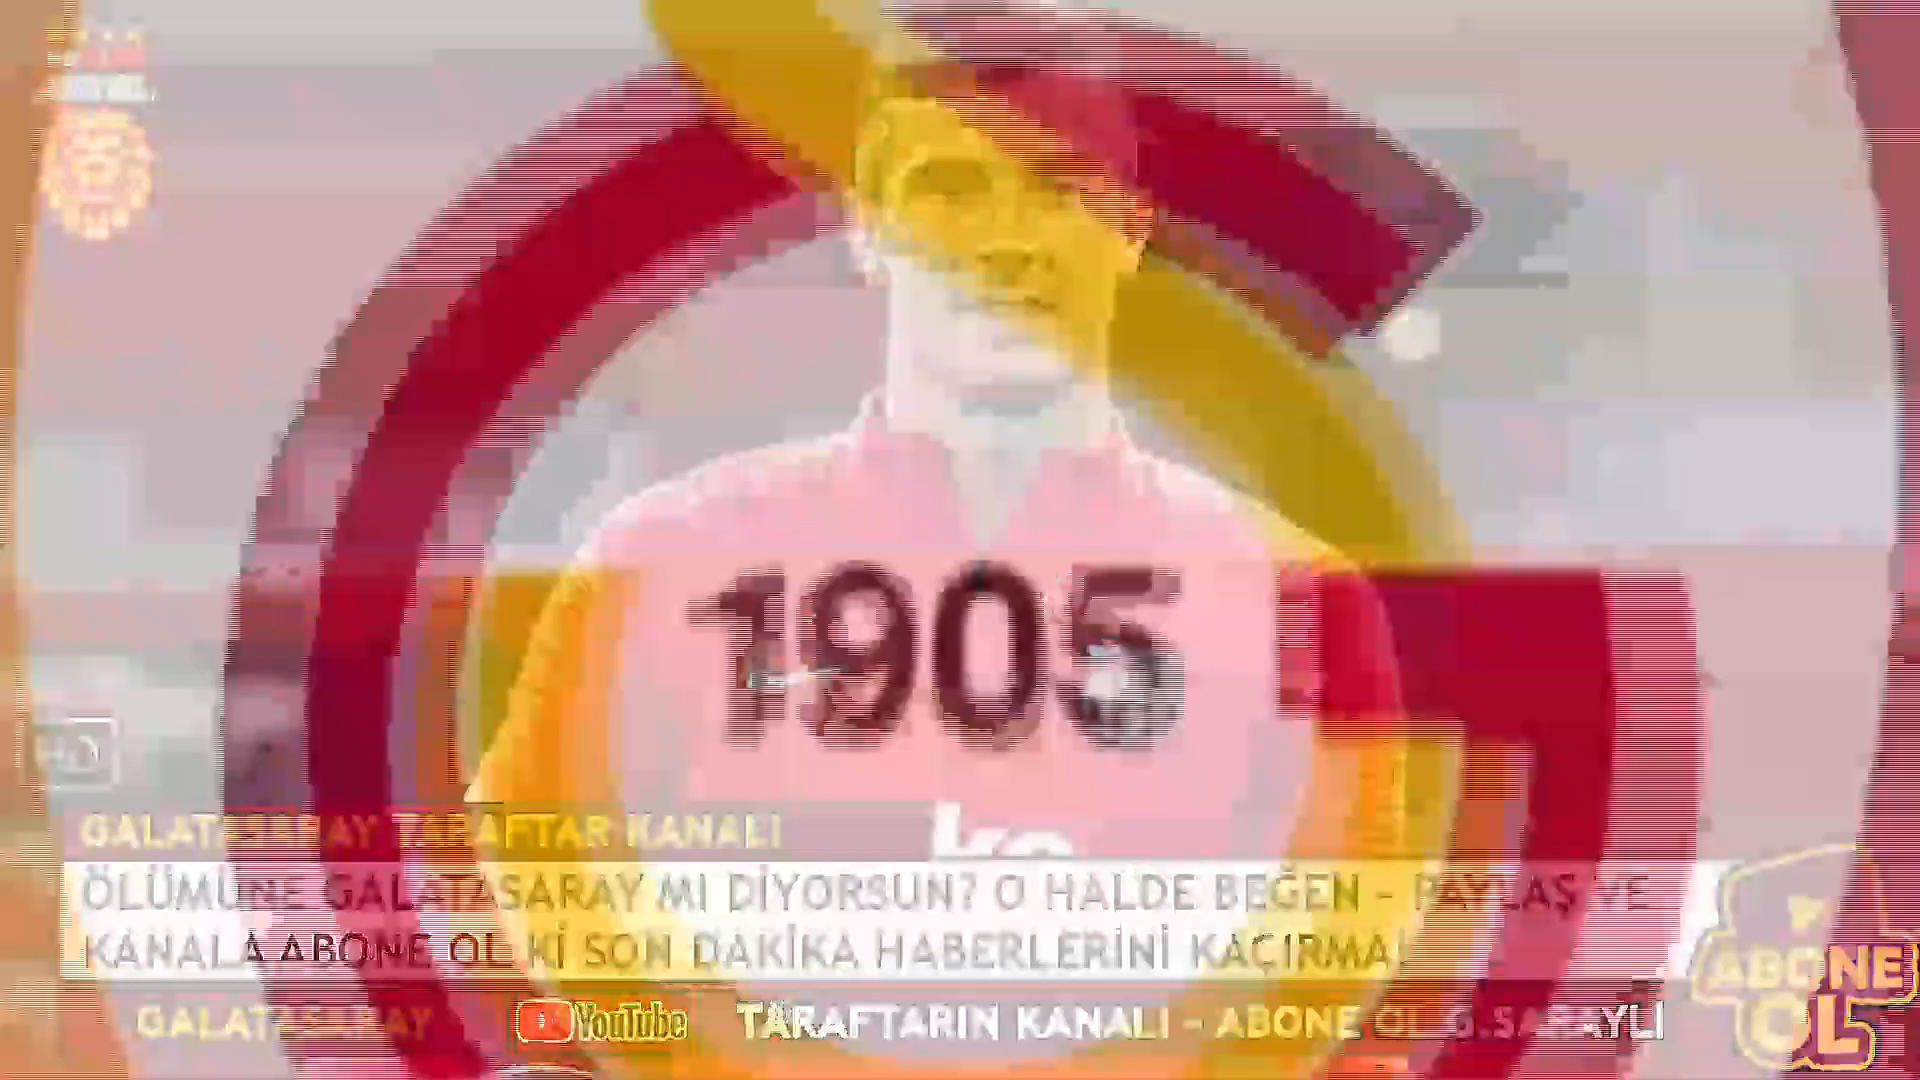 1905
HD
GALATASARAY TARAFTAR KANALI
ÖLÜMÜNE GALATASARAY MI DİYORSUN? O HALDE BEĞEN - PAYLAŞ VE
KANALA ABONE OL Kİ SON DAKİKA HABERLERİNİ KAÇIRMA!
GALATASARAY YouTube TARAFTARIN KANALI - ABONE OL G.SARAYLI
ABONE
OL